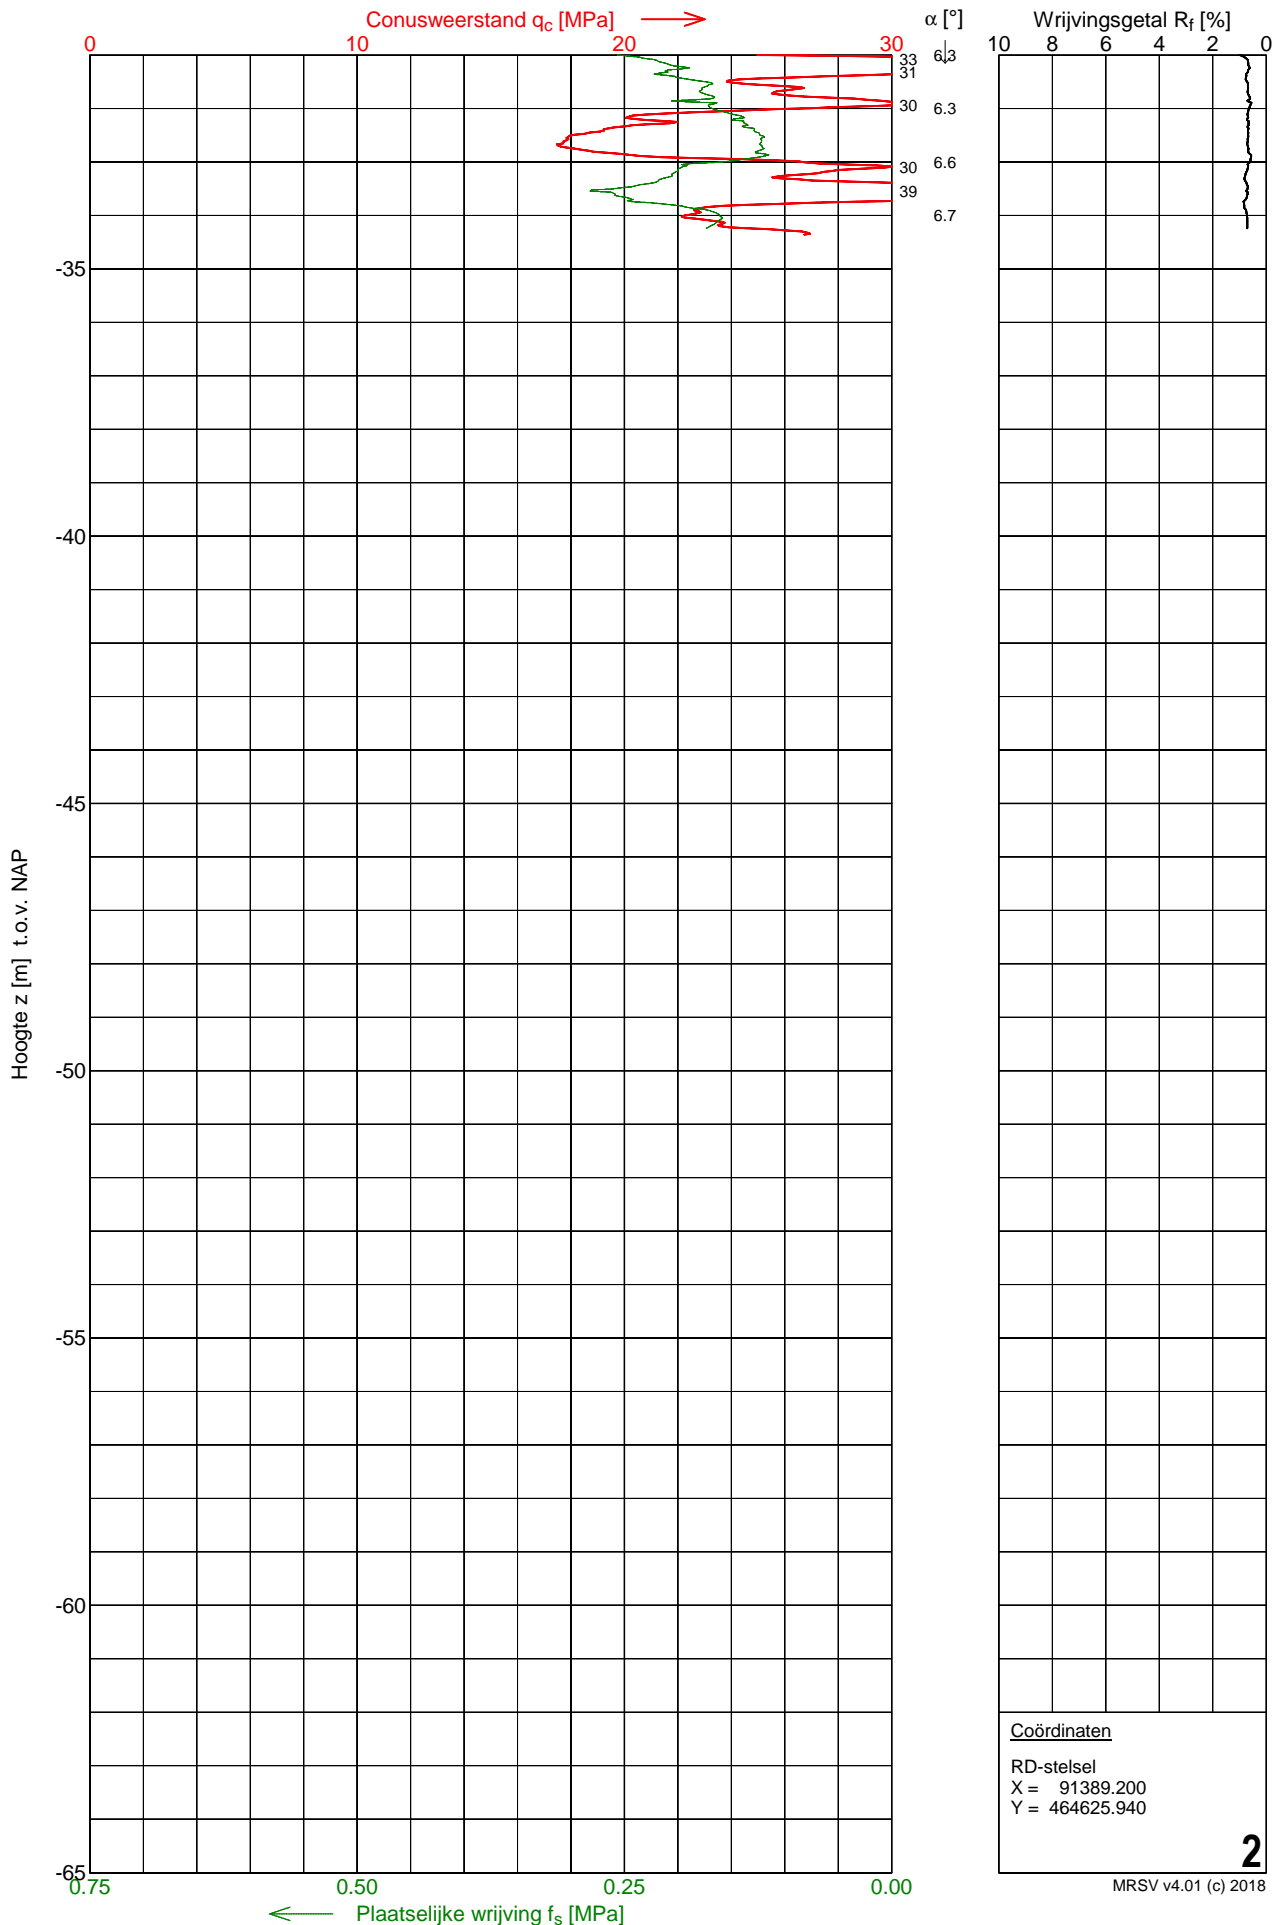 Conusweerstand qc [MPa]
α [°]
Wrijvingsgetal Rf [%]
0 10 20 30
10 8 6 4 2 0
33 6.3
31
30 6.3
30 6.6
39
6.7
-35
-40
-45
Hoogte z [m] t.o.v. NAP
-50
-55
-60
-65
Coördinaten
RD-stelsel
X = 91389.200
Y = 464625.940
2
0.75 0.50 0.25 0.00
MRSV v4.01 (c) 2018
Plaatselijke wrijving fs [MPa]